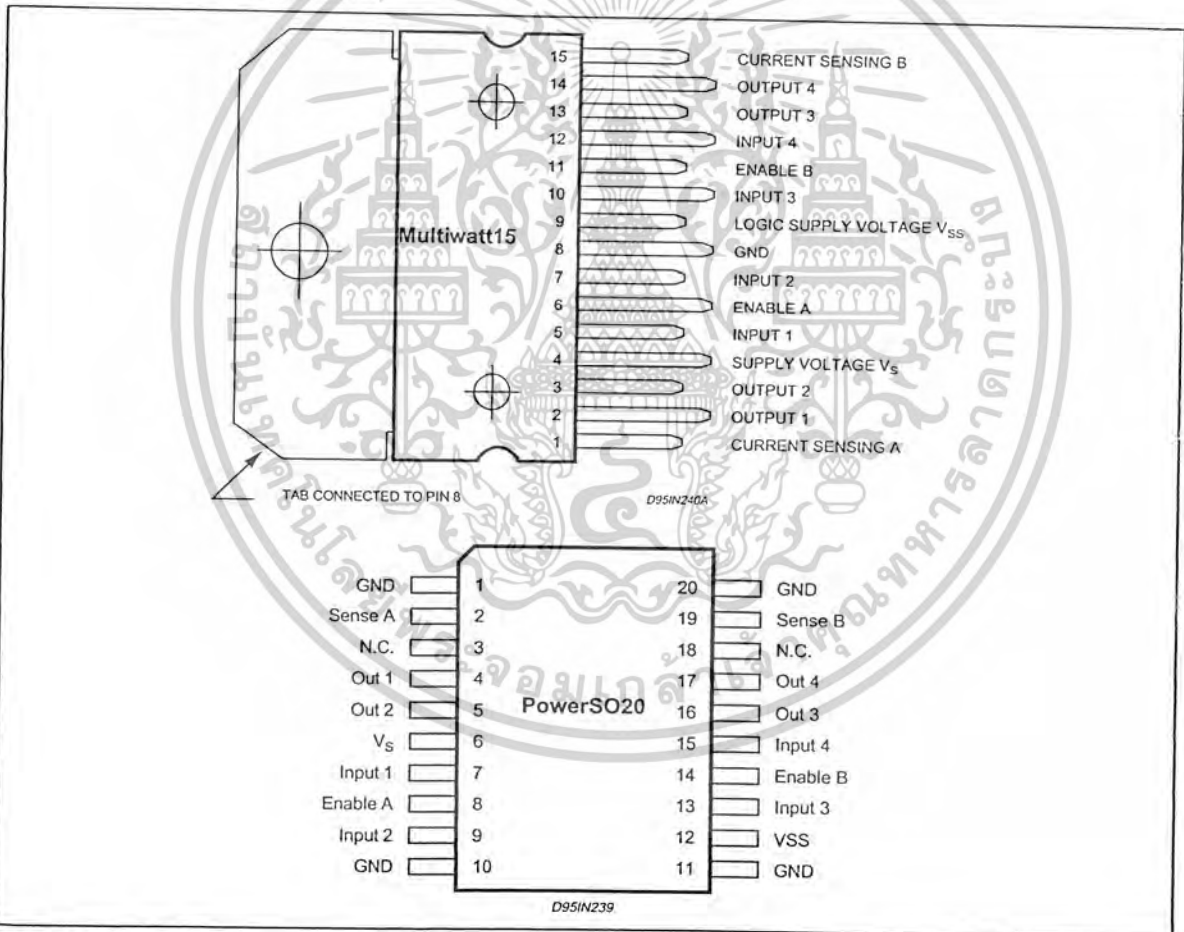 15 CURRENT SENSING B
14 OUTPUT 4
13 OUTPUT 3
12 INPUT 4
11 ENABLE B
10 INPUT 3
9 LOGIC SUPPLY VOLTAGE VSS
Multiwatt15
8 GND
7 INPUT 2
6 ENABLE A
5 INPUT 1
4 SUPPLY VOLTAGE VS
3 OUTPUT 2
2 OUTPUT 1
1 CURRENT SENSING A
TAB CONNECTED TO PIN 8
D95IN240A
GND 1 20 GND
Sense A 2 19 Sense B
N.C. 3 18 N.C.
Out 1 4 17 Out 4
Out 2 5 16 Out 3
PowerSO20
VS 6 15 Input 4
Input 1 7 14 Enable B
Enable A 8 13 Input 3
Input 2 9 12 VSS
GND 10 11 GND
D95IN239